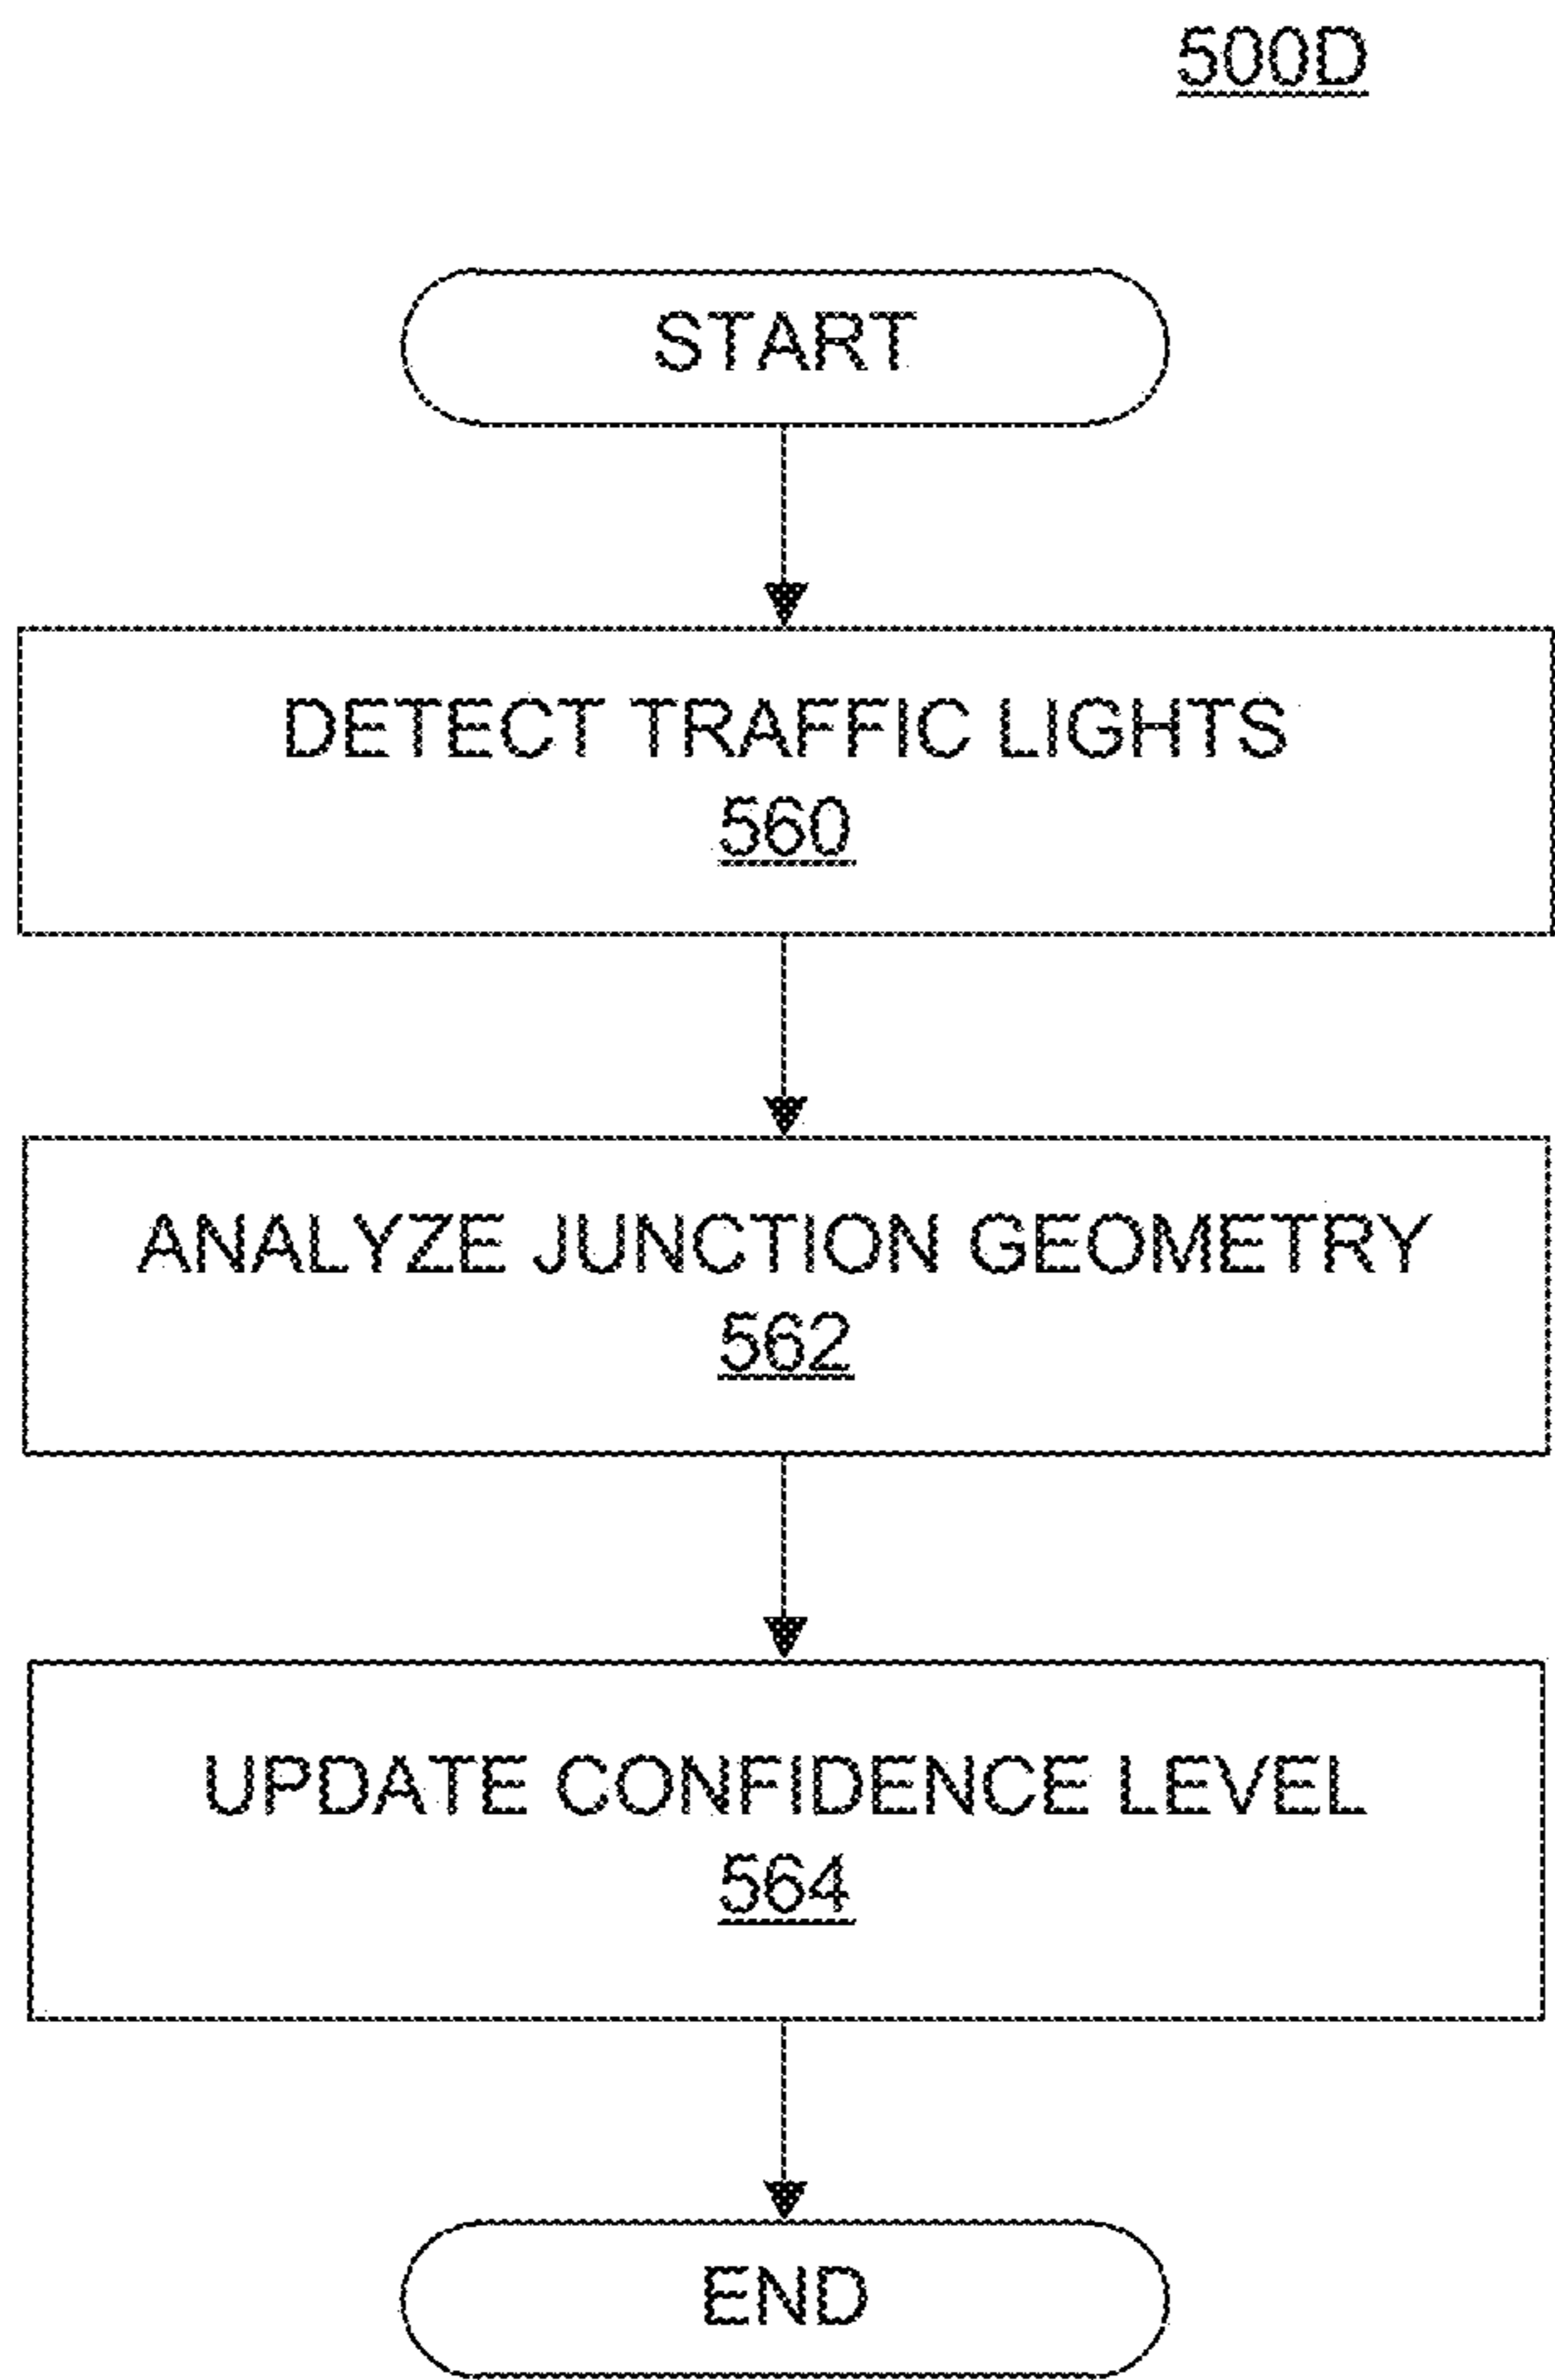 500D
START
DETECT TRAFFIC LIGHTS
560
ANALYZE JUNCTION GEOMETRY
562
UPDATE CONFIDENCE LEVEL
564
END